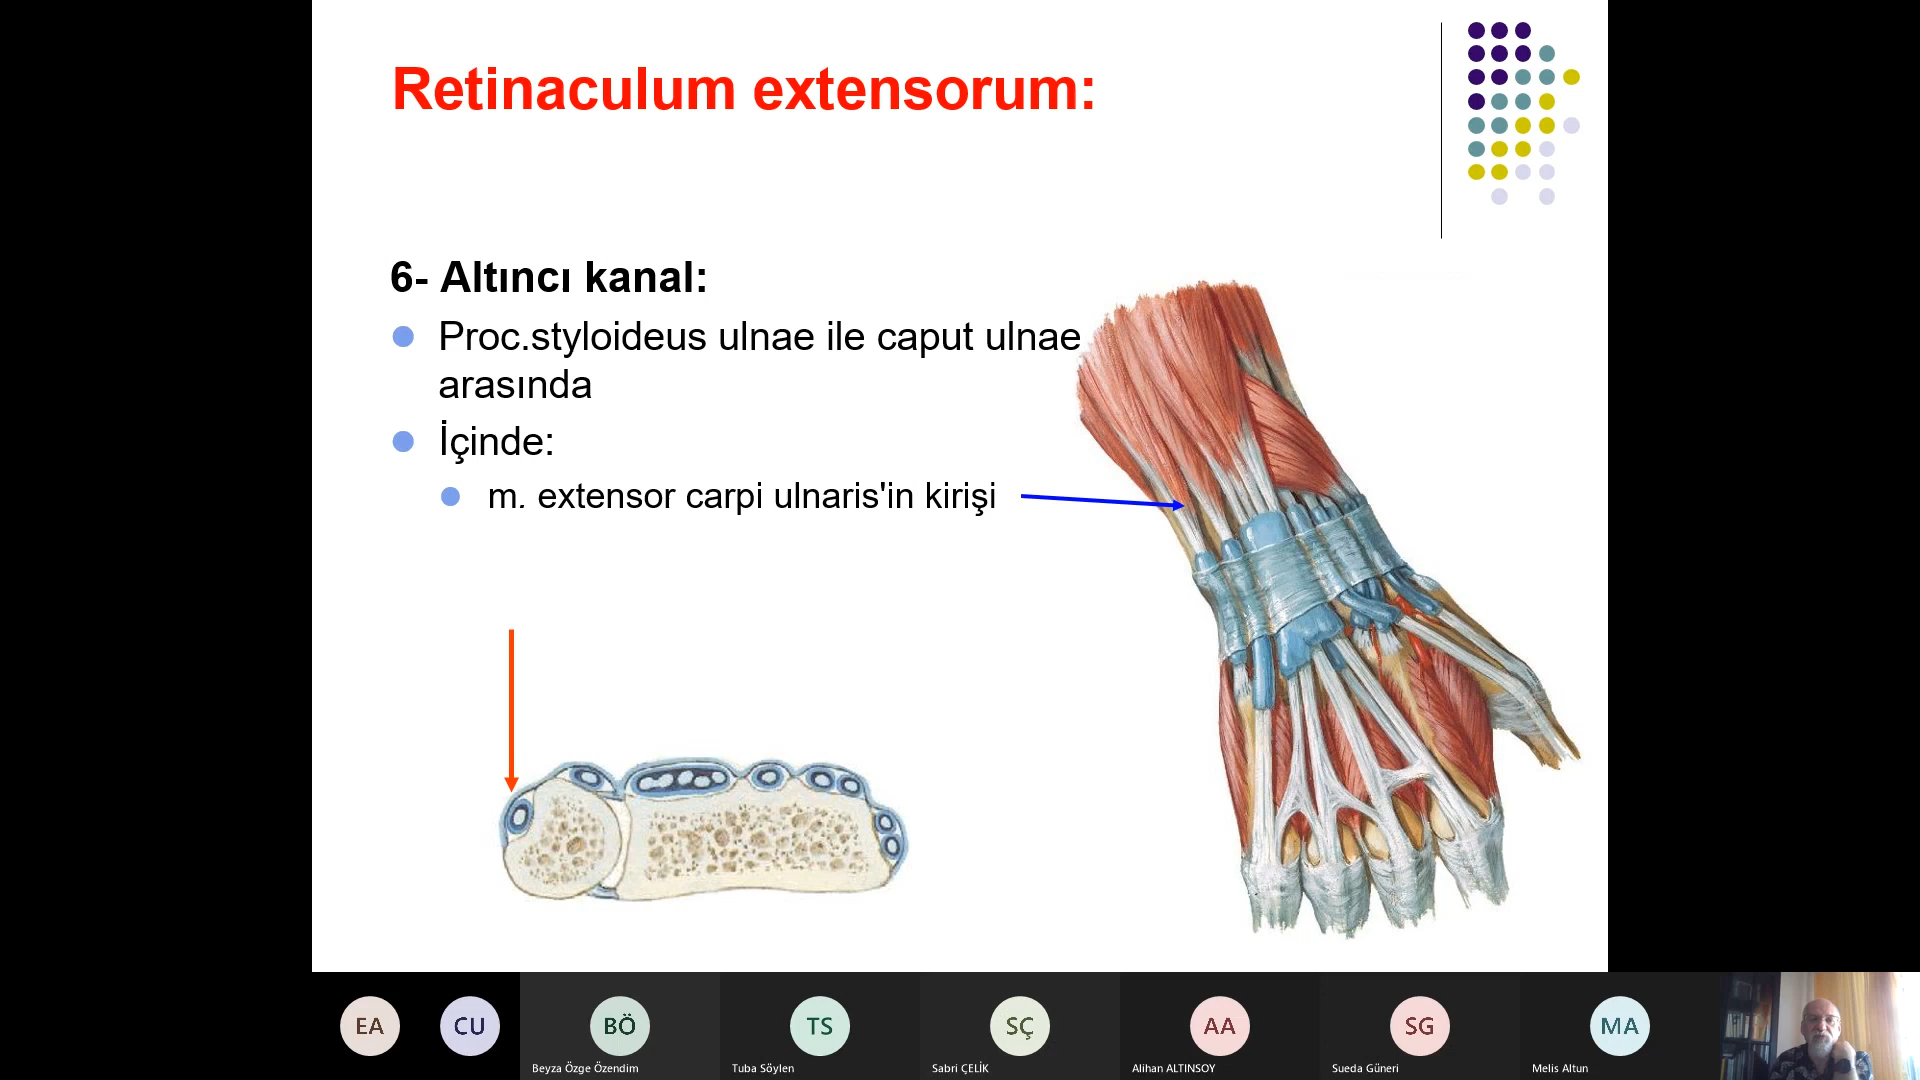 Retinaculum extensorum:
6- Altıncı kanal:
Proc.styloideus ulnae ile caput ulnae
arasında
İçinde:
m. extensor carpi ulnaris'in kirişi
EA
CU
BÖ
Beyza Özge Özendim
TS
Tuba Söylen
SÇ
Sabri ÇELİK
AA
Alihan ALTINSOY
SG
Sueda Güneri
MA
Melis Altun